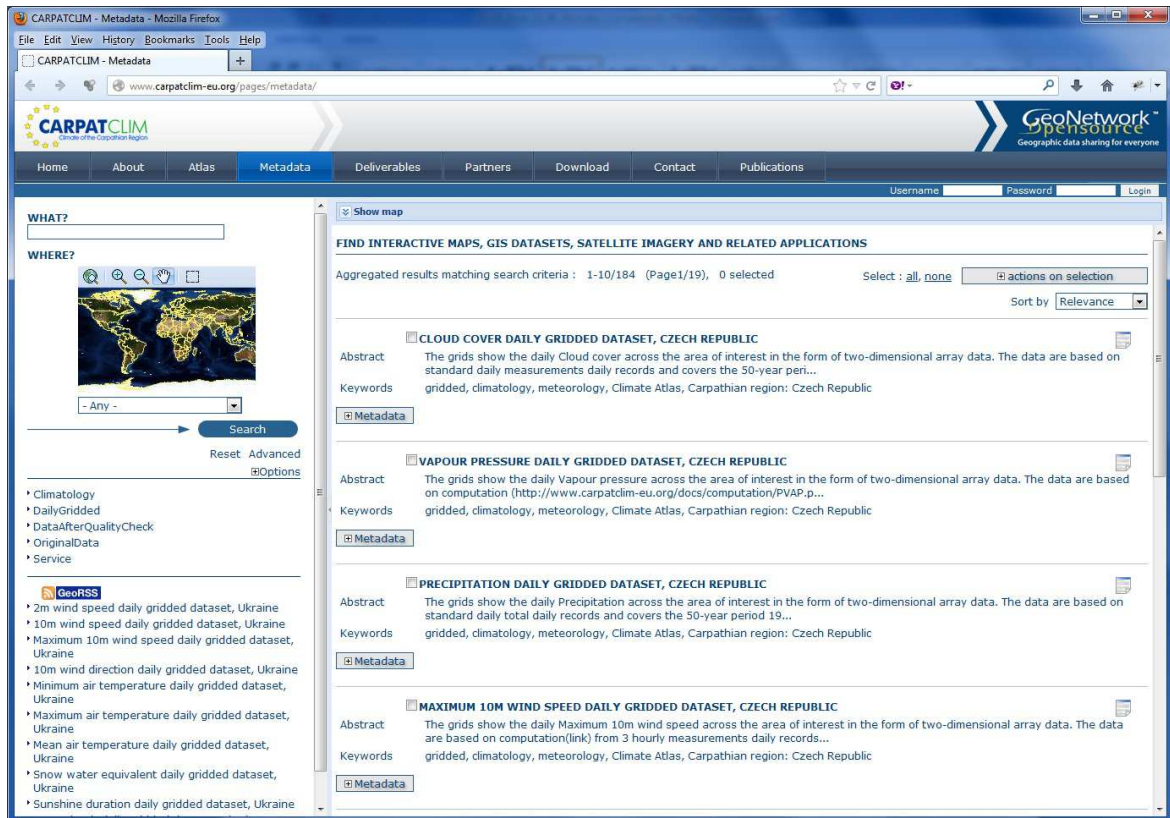 CARPATCLIM - Metadata - Mozilla Firefox
File Edit View History Bookmarks Tools Help
CARPATCLIM - Metadata
www.carpatclim-eu.org/pages/metadata/
CARPATCLIM
Climate of the Carpathian Region
GeoNetwork™
Opensource
Geographic data sharing for everyone
Home About Atlas Metadata Deliverables Partners Download Contact Publications
Username Password Login
WHAT?
WHERE?
- Any -
Search
Reset Advanced
Options
Climatology
DailyGridded
DataAfterQualityCheck
OriginalData
Service
GeoRSS
2m wind speed daily gridded dataset, Ukraine
10m wind speed daily gridded dataset, Ukraine
Maximum 10m wind speed daily gridded dataset,
Ukraine
10m wind direction daily gridded dataset, Ukraine
Minimum air temperature daily gridded dataset,
Ukraine
Maximum air temperature daily gridded dataset,
Ukraine
Mean air temperature daily gridded dataset,
Ukraine
Snow water equivalent daily gridded dataset,
Ukraine
Sunshine duration daily gridded dataset, Ukraine
Show map
FIND INTERACTIVE MAPS, GIS DATASETS, SATELLITE IMAGERY AND RELATED APPLICATIONS
Aggregated results matching search criteria : 1-10/184 (Page1/19), 0 selected Select : all, none actions on selection
Sort by Relevance
CLOUD COVER DAILY GRIDDED DATASET, CZECH REPUBLIC
Abstract The grids show the daily Cloud cover across the area of interest in the form of two-dimensional array data. The data are based on
standard daily measurements daily records and covers the 50-year peri...
Keywords gridded, climatology, meteorology, Climate Atlas, Carpathian region: Czech Republic
Metadata
VAPOUR PRESSURE DAILY GRIDDED DATASET, CZECH REPUBLIC
Abstract The grids show the daily Vapour pressure across the area of interest in the form of two-dimensional array data. The data are based
on computation (http://www.carpatclim-eu.org/docs/computation/PVAP.p...
Keywords gridded, climatology, meteorology, Climate Atlas, Carpathian region: Czech Republic
Metadata
PRECIPITATION DAILY GRIDDED DATASET, CZECH REPUBLIC
Abstract The grids show the daily Precipitation across the area of interest in the form of two-dimensional array data. The data are based on
standard daily total daily records and covers the 50-year period 19...
Keywords gridded, climatology, meteorology, Climate Atlas, Carpathian region: Czech Republic
Metadata
MAXIMUM 10M WIND SPEED DAILY GRIDDED DATASET, CZECH REPUBLIC
Abstract The grids show the daily Maximum 10m wind speed across the area of interest in the form of two-dimensional array data. The data
are based on computation(link) from 3 hourly measurements daily records...
Keywords gridded, climatology, meteorology, Climate Atlas, Carpathian region: Czech Republic
Metadata